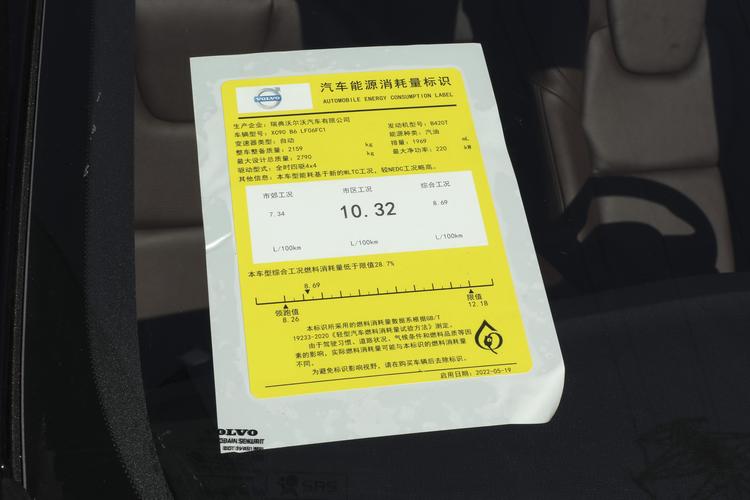 VOLVO
汽车能源消耗量标识
AUTOMOBILE ENERGY CONSUMPTION LABEL
生产企业：瑞典沃尔沃汽车有限公司
车辆型号：XC90 B6 LF06FC1 发动机型号：B420T
变速器类型：自动 能源种类：汽油
整车整备质量：2159 kg 排量：1969 mL
最大设计总质量：2790 kg 最大净功率：220 kW
驱动型式：全时四驱4x4
其他信息：本车型能耗基于新的WLTC工况，较NEDC工况略高。
市郊工况 市区工况 综合工况
7.34 10.32 8.69
L/100km L/100km L/100km
本车型综合工况燃料消耗量低于限值28.7%
8.69
领跑值 限值
8.26 12.18
本标识所采用的燃料消耗量数据系根据GB/T
19233-2020《轻型汽车燃料消耗量试验方法》测定。
由于驾驶习惯、道路状况、气候条件和燃料品质等因
素的影响，实际燃料消耗量可能与本标识的燃料消耗量
不同。
为避免标识影响视野，请在购买车辆后去除标识。
启用日期：2022-05-19
OLVO
SRS